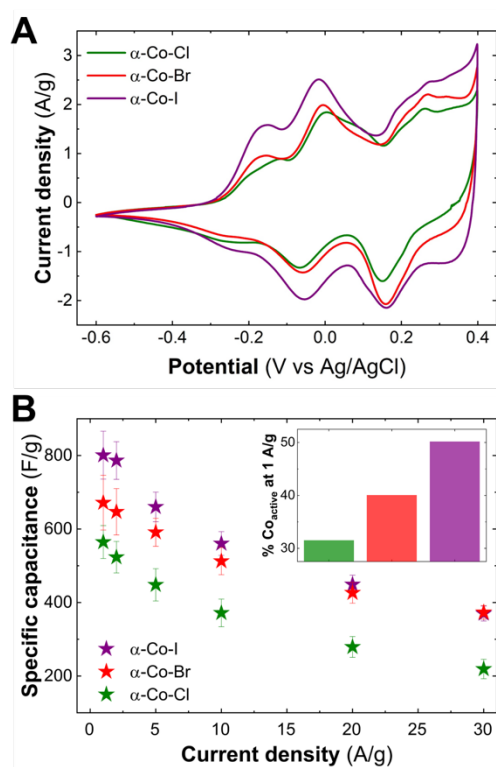 A
α-Co-Cl
α-Co-Br
α-Co-I
3
2
1
0
-1
-2
Current density (A/g)
-0.6 -0.4 -0.2 0.0 0.2 0.4
Potential (V vs Ag/AgCl)
B
800
600
400
200
Specific capacitance (F/g)
50
40
30
% Coactive at 1 A/g
α-Co-I
α-Co-Br
α-Co-Cl
0 5 10 15 20 25 30
Current density (A/g)